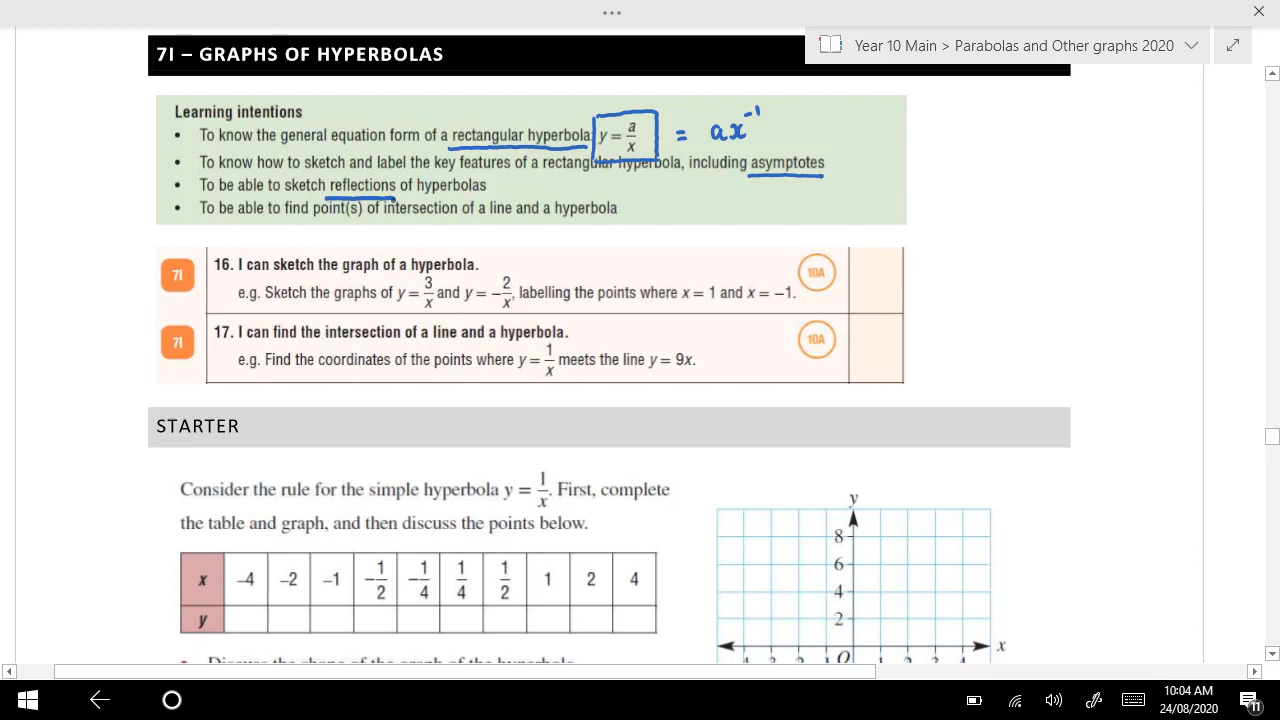 Year 10 Main > Parabolas and Other graphs 2020
7I – GRAPHS OF HYPERBOLAS
Learning intentions
• To know the general equation form of a rectangular hyperbola y = a/x = ax⁻¹
• To know how to sketch and label the key features of a rectangular hyperbola, including asymptotes
• To be able to sketch reflections of hyperbolas
• To be able to find point(s) of intersection of a line and a hyperbola
7I 16. I can sketch the graph of a hyperbola. 10A
e.g. Sketch the graphs of y = 3/x and y = −2/x, labelling the points where x = 1 and x = −1.
7I 17. I can find the intersection of a line and a hyperbola. 10A
e.g. Find the coordinates of the points where y = 1/x meets the line y = 9x.
STARTER
Consider the rule for the simple hyperbola y = 1/x. First, complete
the table and graph, and then discuss the points below.
x −4 −2 −1 −1/2 −1/4 1/4 1/2 1 2 4
y
y
8
6
4
2
O
x
10:04 AM
24/08/2020
11